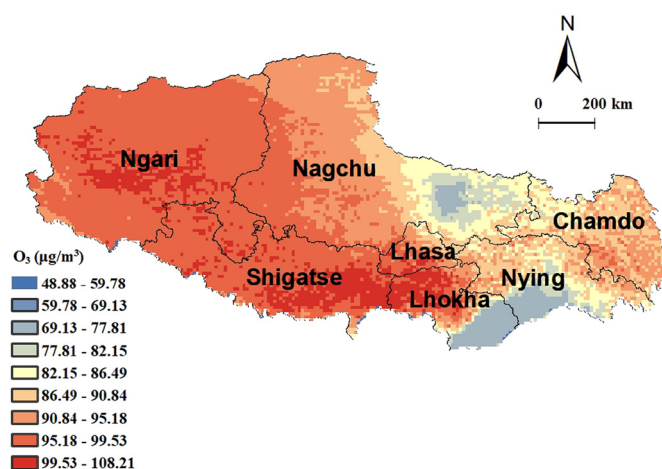 N
0 200 km
Ngari
Nagchu
Chamdo
Lhasa
Shigatse
Nying
Lhokha
O₃ (μg/m³)
48.88 - 59.78
59.78 - 69.13
69.13 - 77.81
77.81 - 82.15
82.15 - 86.49
86.49 - 90.84
90.84 - 95.18
95.18 - 99.53
99.53 - 108.21